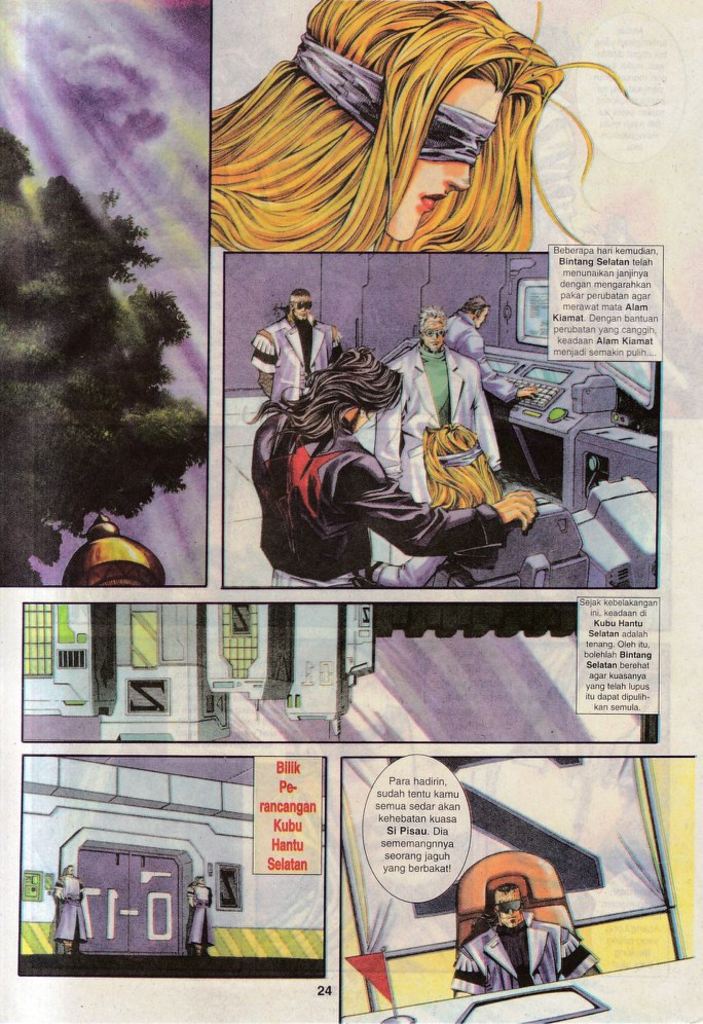 Beberapa hari kemudian,
Bintang Selatan telah
menunaikan janjinya
dengan mengarahkan
pakar perubatan agar
merawat mata Alam
Kiamat. Dengan bantuan
perubatan yang canggih,
keadaan Alam Kiamat
menjadi semakin pulih....
Sejak kebelakangan
ini, keadaan di
Kubu Hantu
Selatan adalah
tenang. Oleh itu,
bolehlah Bintang
Selatan berehat
agar kuasanya
yang telah lupus
itu dapat dipulih-
kan semula.
Bilik
Pe-
rancangan
Kubu
Hantu
Selatan
Para hadirin,
sudah tentu kamu
semua sedar akan
kehebatan kuasa
Si Pisau. Dia
sememangnnya
seorang jaguh
yang berbakat!
24